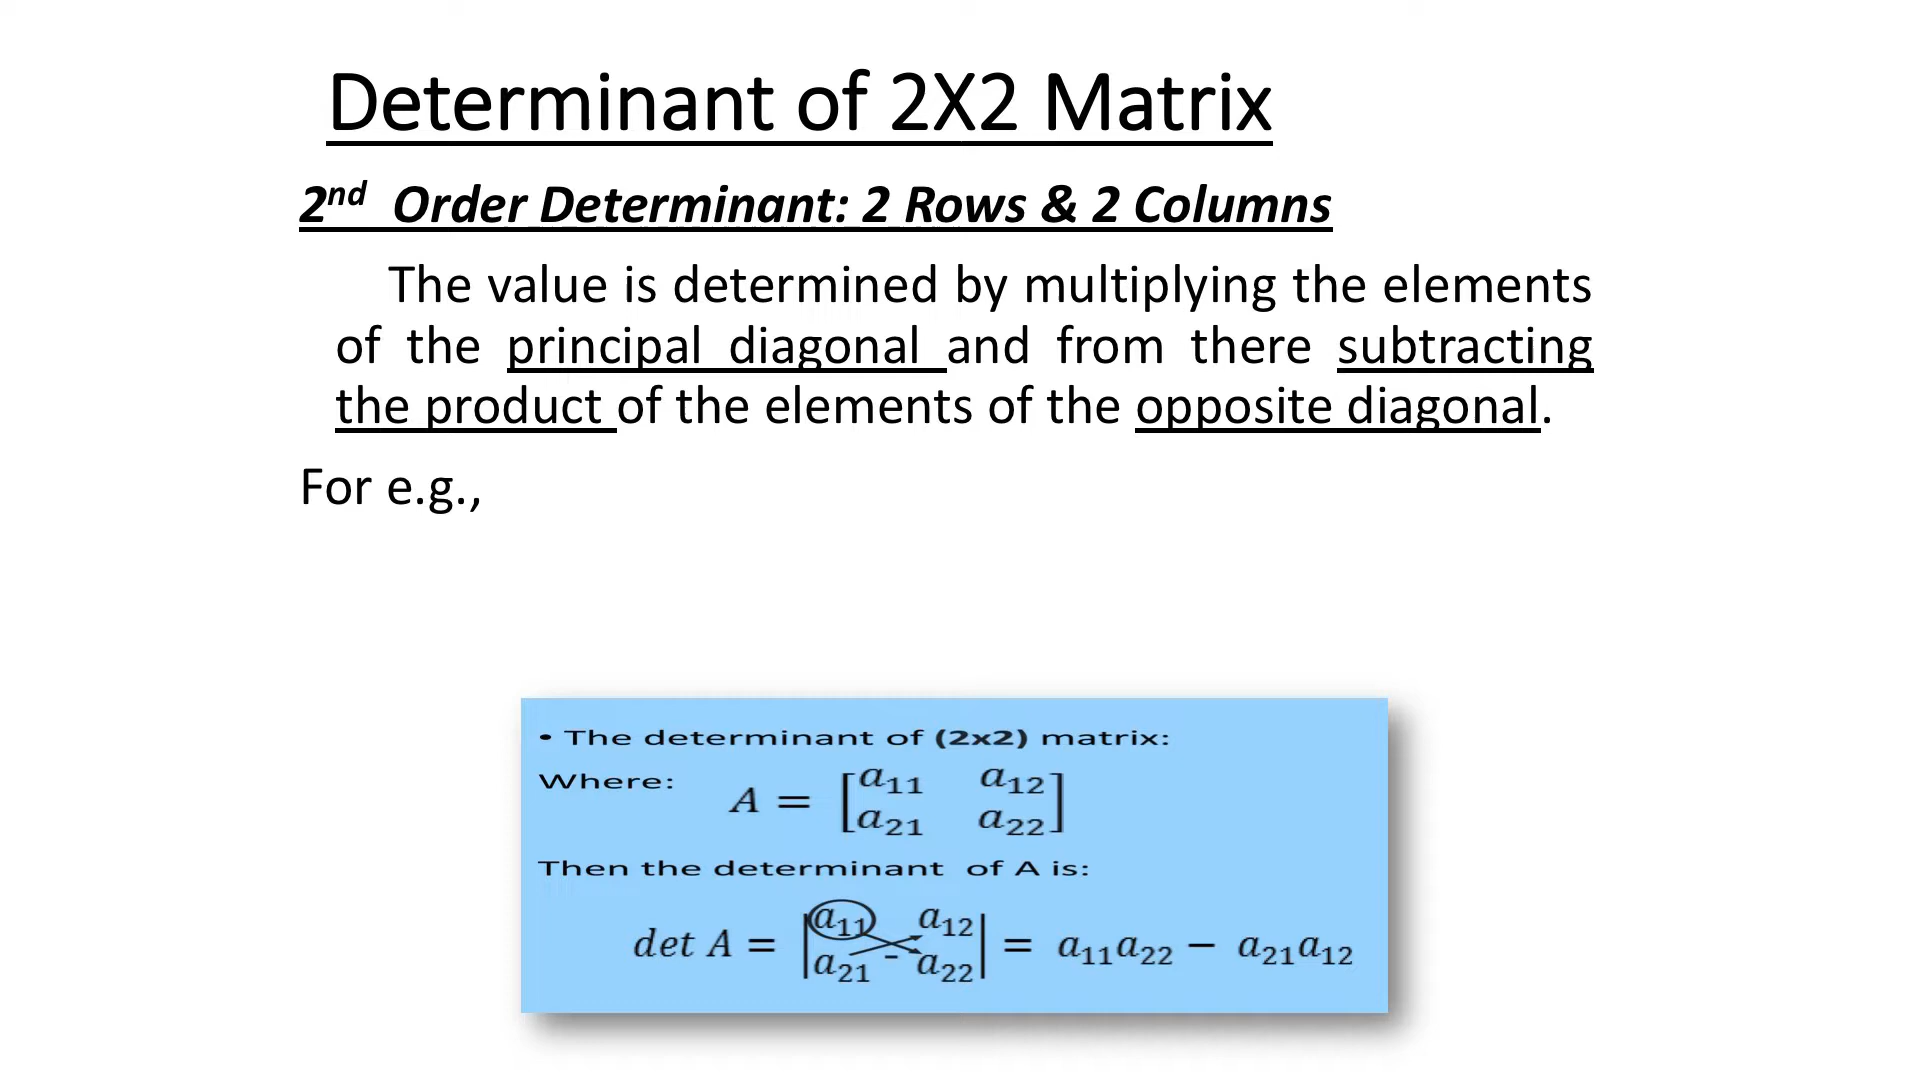 Determinant of 2X2 Matrix
2nd Order Determinant: 2 Rows & 2 Columns
The value is determined by multiplying the elements
of the principal diagonal and from there subtracting
the product of the elements of the opposite diagonal.
For e.g.,
• The determinant of (2x2) matrix:
Where: A = [a11 a12
a21 a22]
Then the determinant of A is:
det A = |a11 a12
a21 - a22| = a11a22 − a21a12